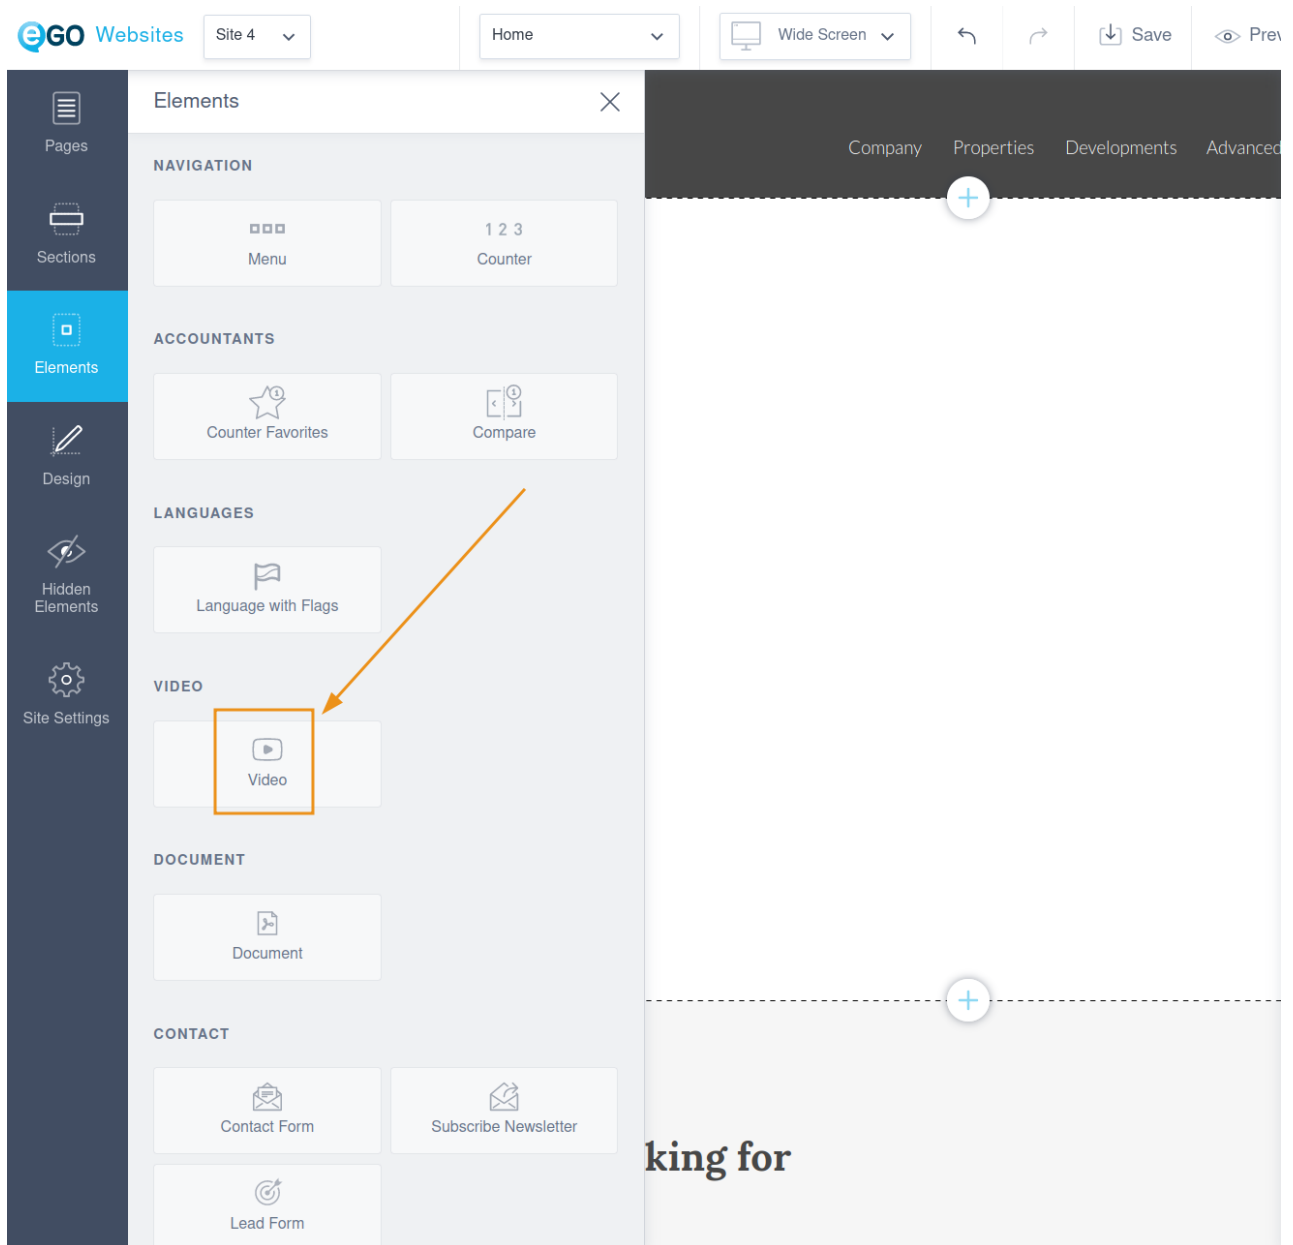 eGO Websites
Site 4
Home
Wide Screen
Save
Prev
Pages
Sections
Elements
Design
Hidden
Elements
Site Settings
Elements
NAVIGATION
Menu
1 2 3
Counter
ACCOUNTANTS
Counter Favorites
Compare
LANGUAGES
Language with Flags
VIDEO
Video
DOCUMENT
Document
CONTACT
Contact Form
Subscribe Newsletter
Lead Form
Company Properties Developments Advanced
king for